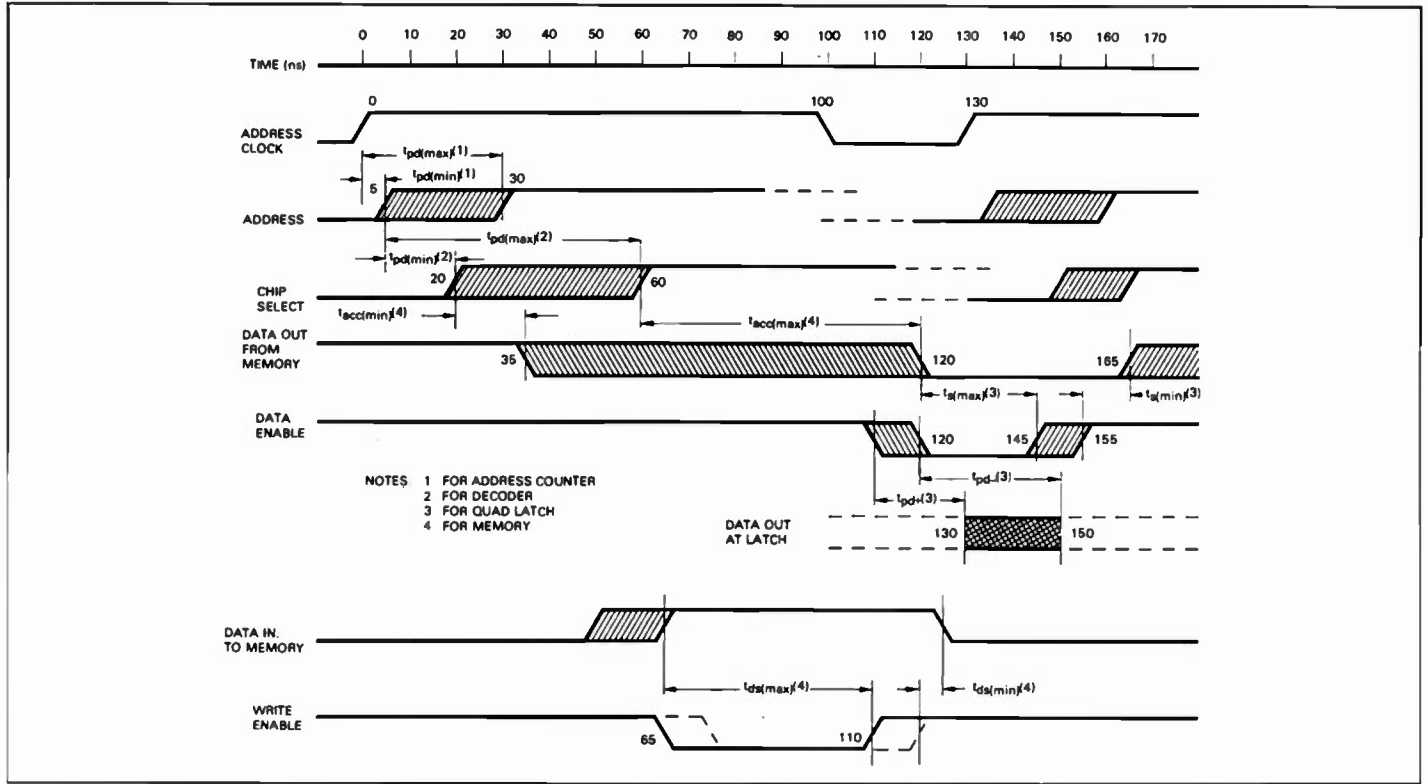 0 10 20 30 40 50 60 70 80 90 100 110 120 130 140 150 160 170
TIME (ns)
0 100 130
ADDRESS
CLOCK
tpd(max)(1)
tpd(min)(1)
5 30
ADDRESS
tpd(max)(2)
tpd(min)(2)
20 60
CHIP
SELECT
tacc(min)(4) tacc(max)(4)
DATA OUT
FROM
MEMORY
35 120 165
ts(max)(3) ts(min)(3)
DATA
ENABLE
120 145 155
NOTES 1 FOR ADDRESS COUNTER
2 FOR DECODER
3 FOR QUAD LATCH
4 FOR MEMORY
tpd-(3)
tpd+(3)
DATA OUT
AT LATCH
130 150
DATA IN.
TO MEMORY
tds(max)(4) tds(min)(4)
WRITE
ENABLE
65 110